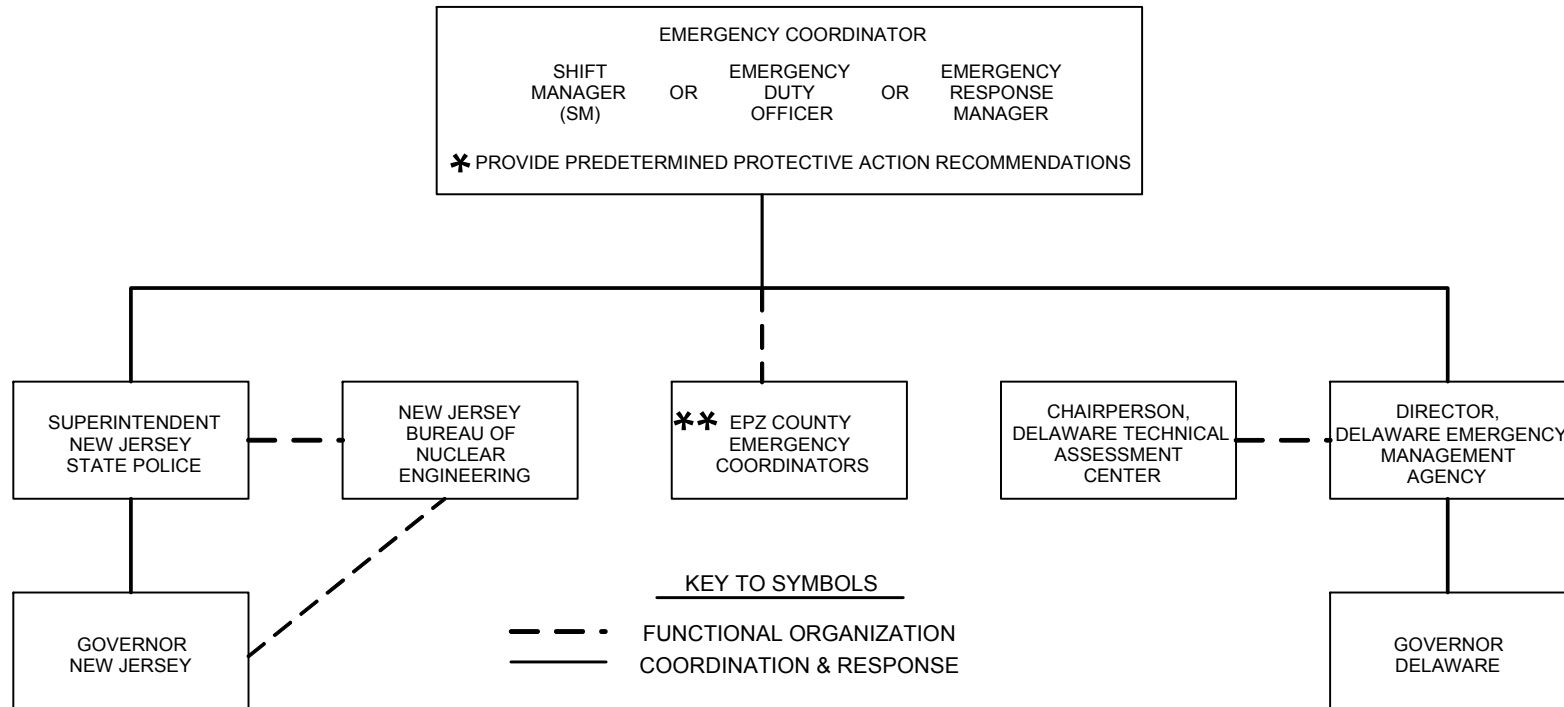 EMERGENCY COORDINATOR
SHIFT
MANAGER
(SM)
OR
EMERGENCY
DUTY
OFFICER
OR
EMERGENCY
RESPONSE
MANAGER
* PROVIDE PREDETERMINED PROTECTIVE ACTION RECOMMENDATIONS
SUPERINTENDENT
NEW JERSEY
STATE POLICE
NEW JERSEY
BUREAU OF
NUCLEAR
ENGINEERING
** EPZ COUNTY
EMERGENCY
COORDINATORS
CHAIRPERSON,
DELAWARE TECHNICAL
ASSESSMENT
CENTER
DIRECTOR,
DELAWARE EMERGENCY
MANAGEMENT
AGENCY
GOVERNOR
NEW JERSEY
KEY TO SYMBOLS
FUNCTIONAL ORGANIZATION
COORDINATION & RESPONSE
GOVERNOR
DELAWARE